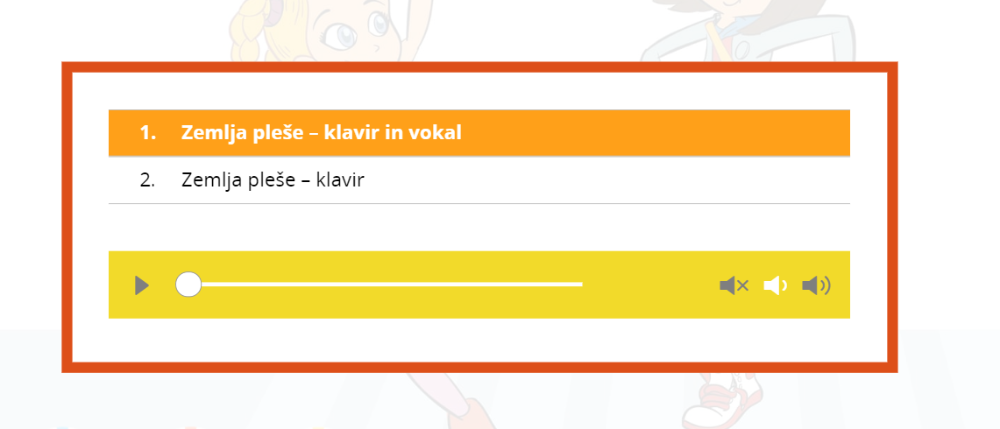 1. Zemlja pleše – klavir in vokal
2. Zemlja pleše – klavir